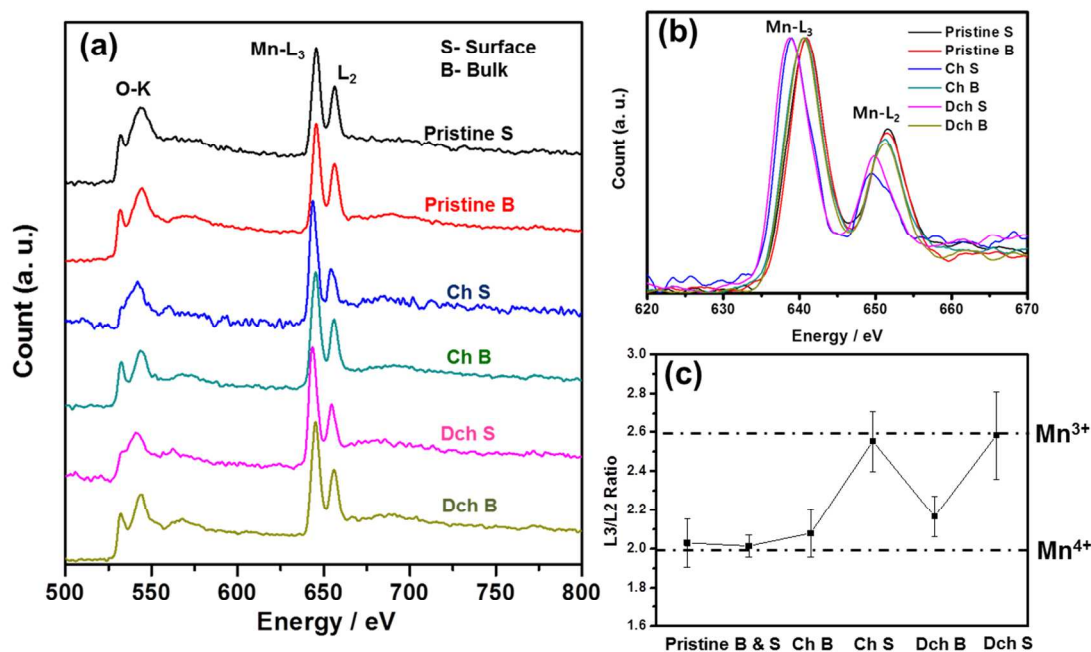 (a)
S- Surface
B- Bulk
Mn-L3
L2
O-K
Pristine S
Pristine B
Ch S
Ch B
Dch S
Dch B
Count (a. u.)
500 550 600 650 700 750 800
Energy / eV
(b)
Mn-L3
Mn-L2
Pristine S
Pristine B
Ch S
Ch B
Dch S
Dch B
Count (a. u.)
620 630 640 650 660 670
Energy / eV
(c)
3.0
2.8
2.6
2.4
2.2
2.0
1.8
1.6
L3/L2 Ratio
Mn3+
Mn4+
Pristine B & S Ch B Ch S Dch B Dch S